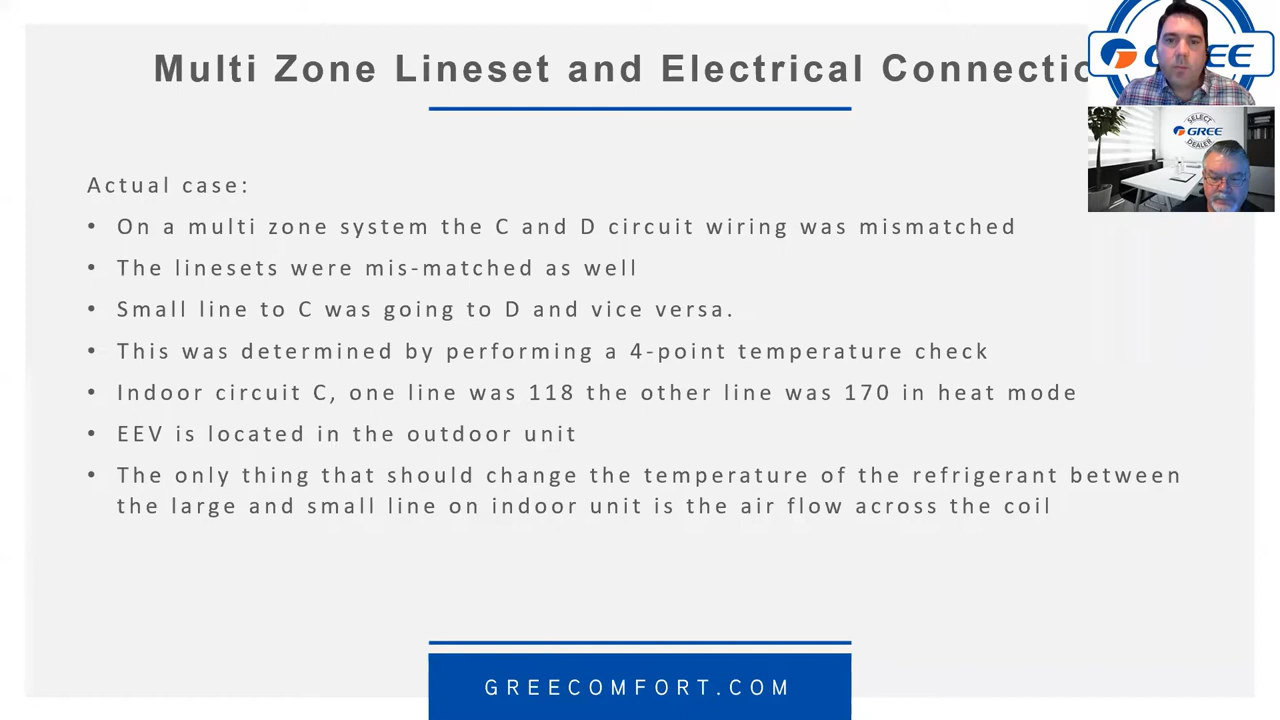 Multi Zone Lineset and Electrical Connectio
GREE
SELECT
GREE
DEALER
Actual case:
• On a multi zone system the C and D circuit wiring was mismatched
• The linesets were mis-matched as well
• Small line to C was going to D and vice versa.
• This was determined by performing a 4-point temperature check
• Indoor circuit C, one line was 118 the other line was 170 in heat mode
• EEV is located in the outdoor unit
• The only thing that should change the temperature of the refrigerant between
the large and small line on indoor unit is the air flow across the coil
GREECOMFORT.COM